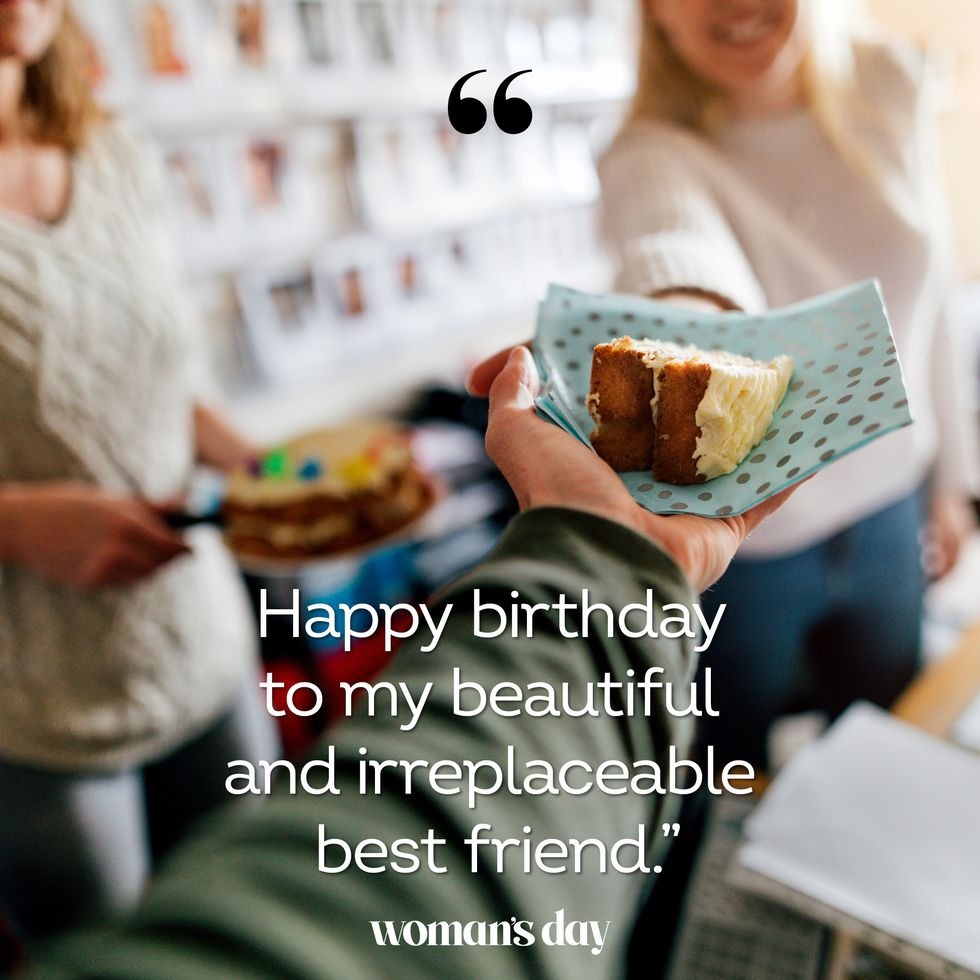 “
Happy birthday
to my beautiful
and irreplaceable
best friend.”
woman's day